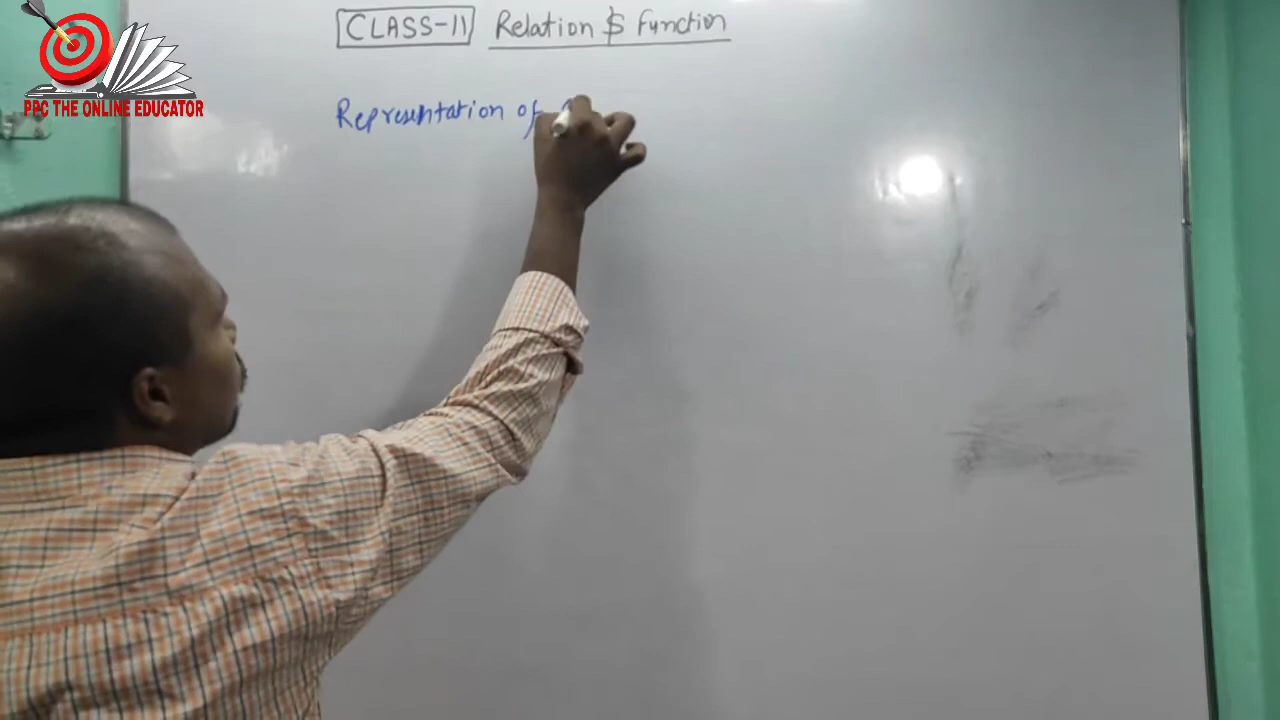 CLASS-11 Relation & Function
PPC THE ONLINE EDUCATOR
Representation of